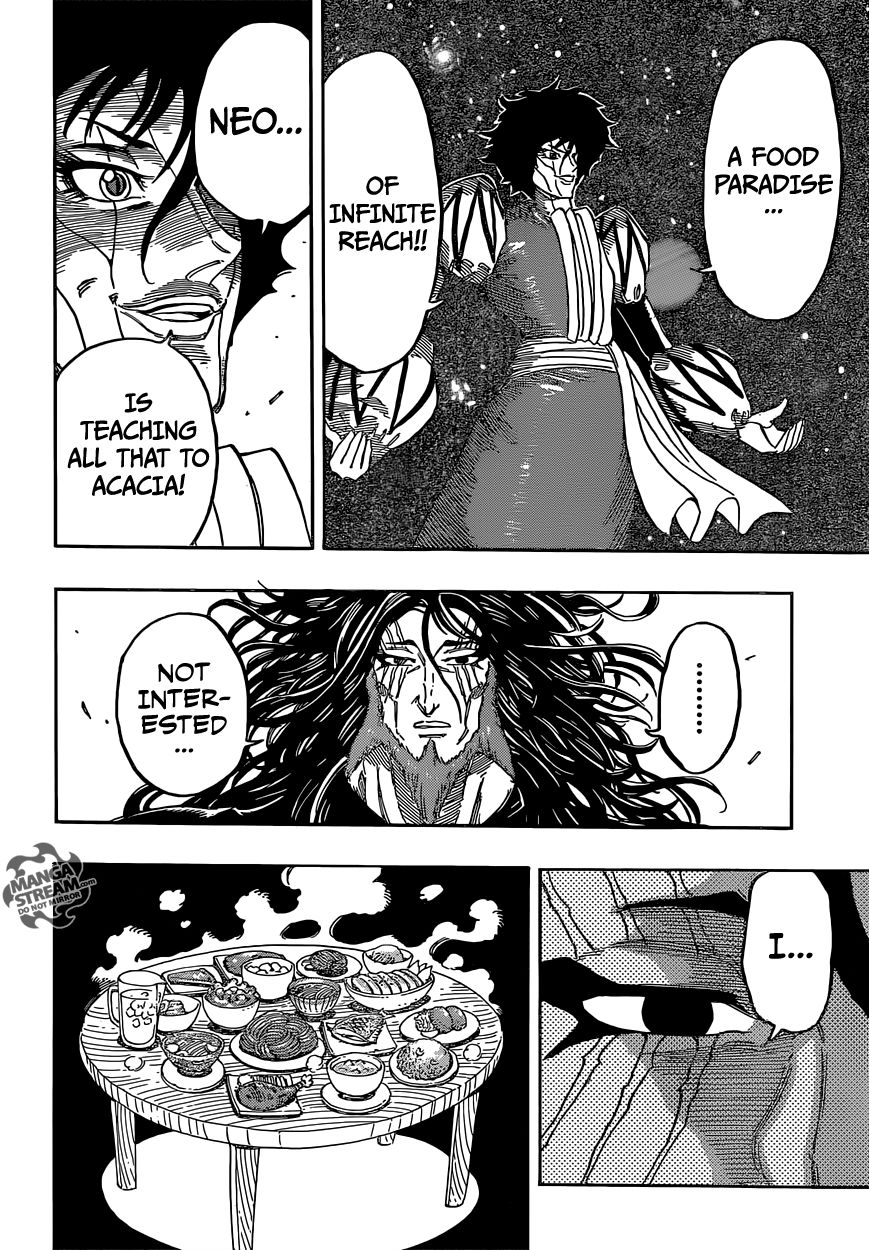 A FOOD
PARADISE
...
OF
INFINITE
REACH!!
NEO...
IS
TEACHING
ALL THAT TO
ACACIA!
.........
NOT
INTER-
ESTED
...
I...
MANGA
STREAM.com
DO NOT MIRROR